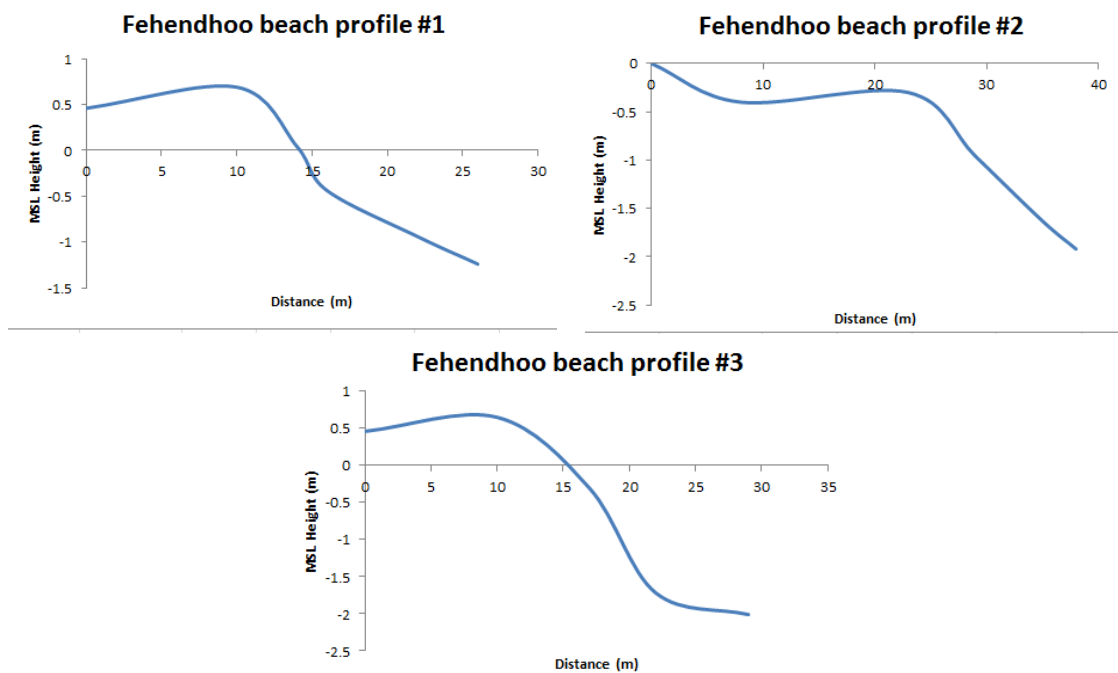 Fehendhoo beach profile #1
1
0.5
0
-0.5
-1
-1.5
0 5 10 15 20 25 30
MSL Height (m)
Distance (m)
Fehendhoo beach profile #2
0
-0.5
-1
-1.5
-2
-2.5
0 10 20 30 40
MSL Height (m)
Distance (m)
Fehendhoo beach profile #3
1
0.5
0
-0.5
-1
-1.5
-2
-2.5
0 5 10 15 20 25 30 35
MSL Height (m)
Distance (m)